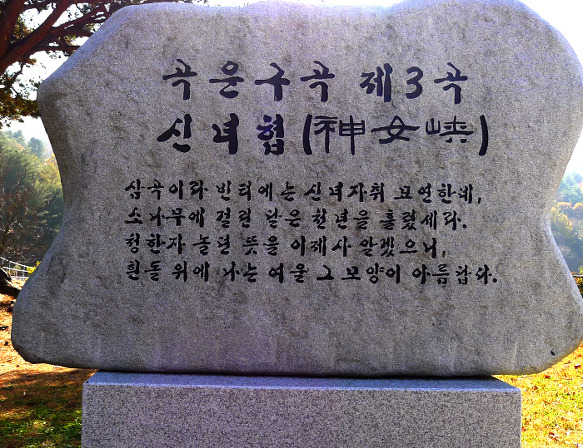 곡운구곡 제3곡
신녀협(神女峽)
삼곡이라 빈터에는 신녀자취 묘연한데,
소나무에 걸린 달은 천년을 흘렀세라.
청한자 놀던 뜻을 이제사 알겠으니,
흰돌 위에 나는 여울 그 모양이 아름답다.